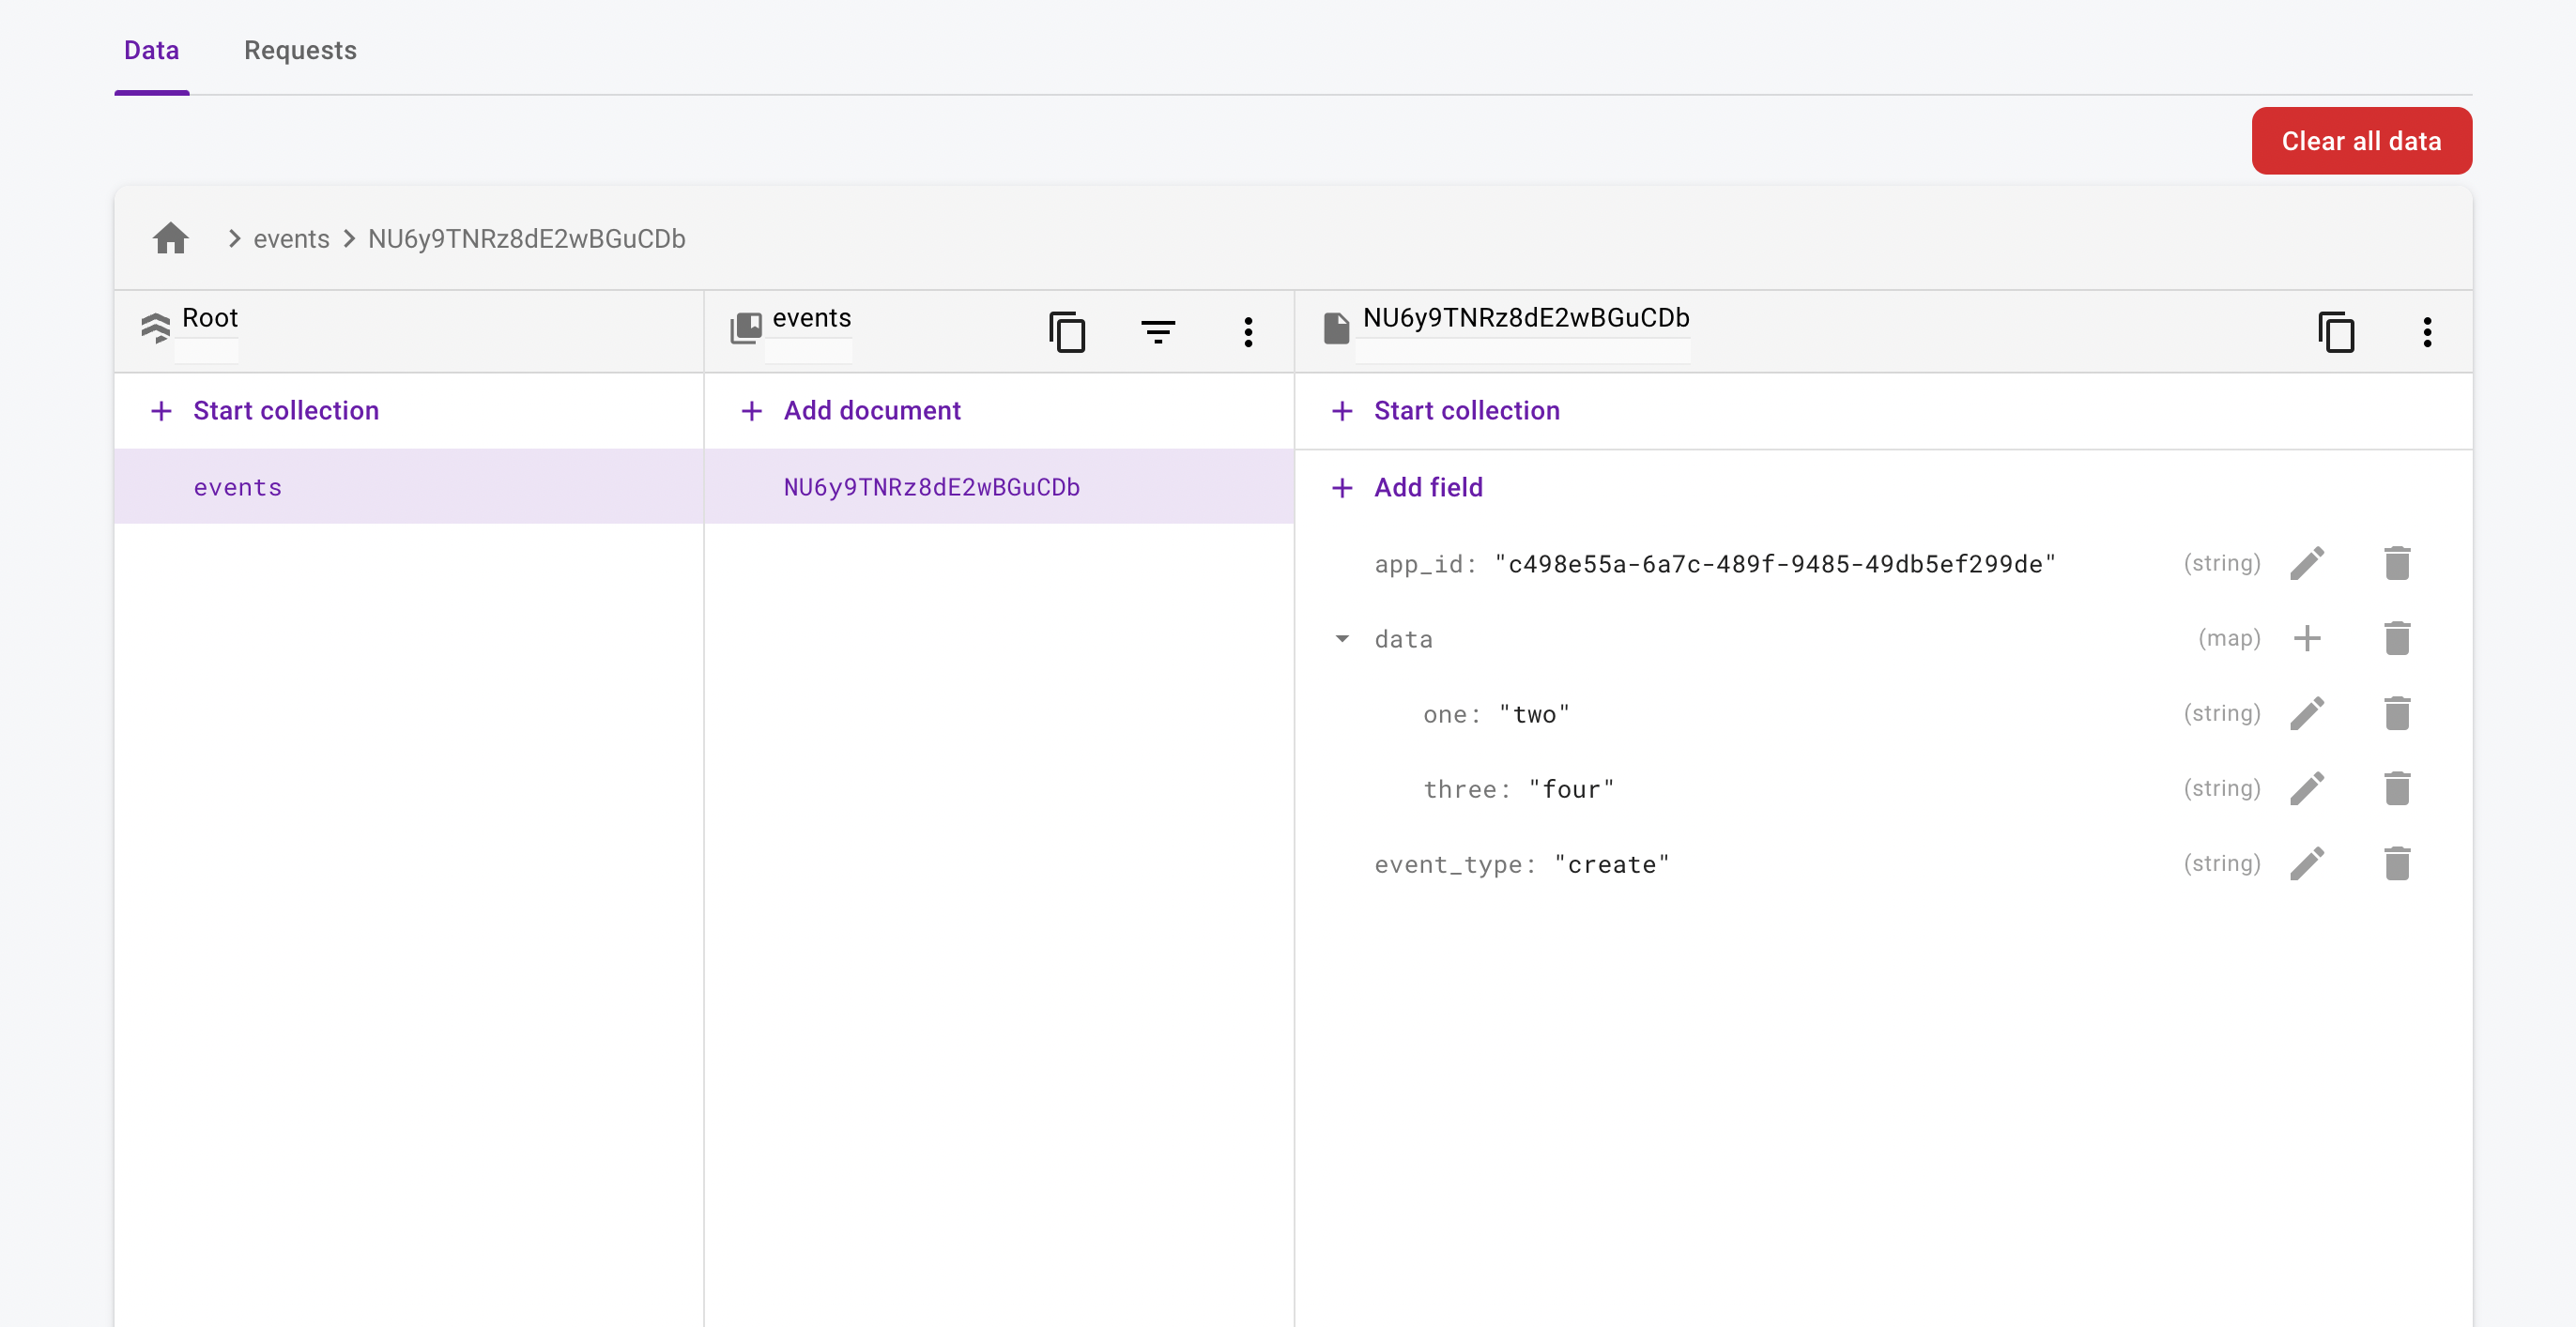 Data Requests
Clear all data
events NU6y9TNRz8dE2wBGuCDb
Root
events
NU6y9TNRz8dE2wBGuCDb
+ Start collection
+ Add document
+ Start collection
events
NU6y9TNRz8dE2wBGuCDb
+ Add field
app_id: "c498e55a-6a7c-489f-9485-49db5ef299de" (string)
data (map)
one: "two" (string)
three: "four" (string)
event_type: "create" (string)